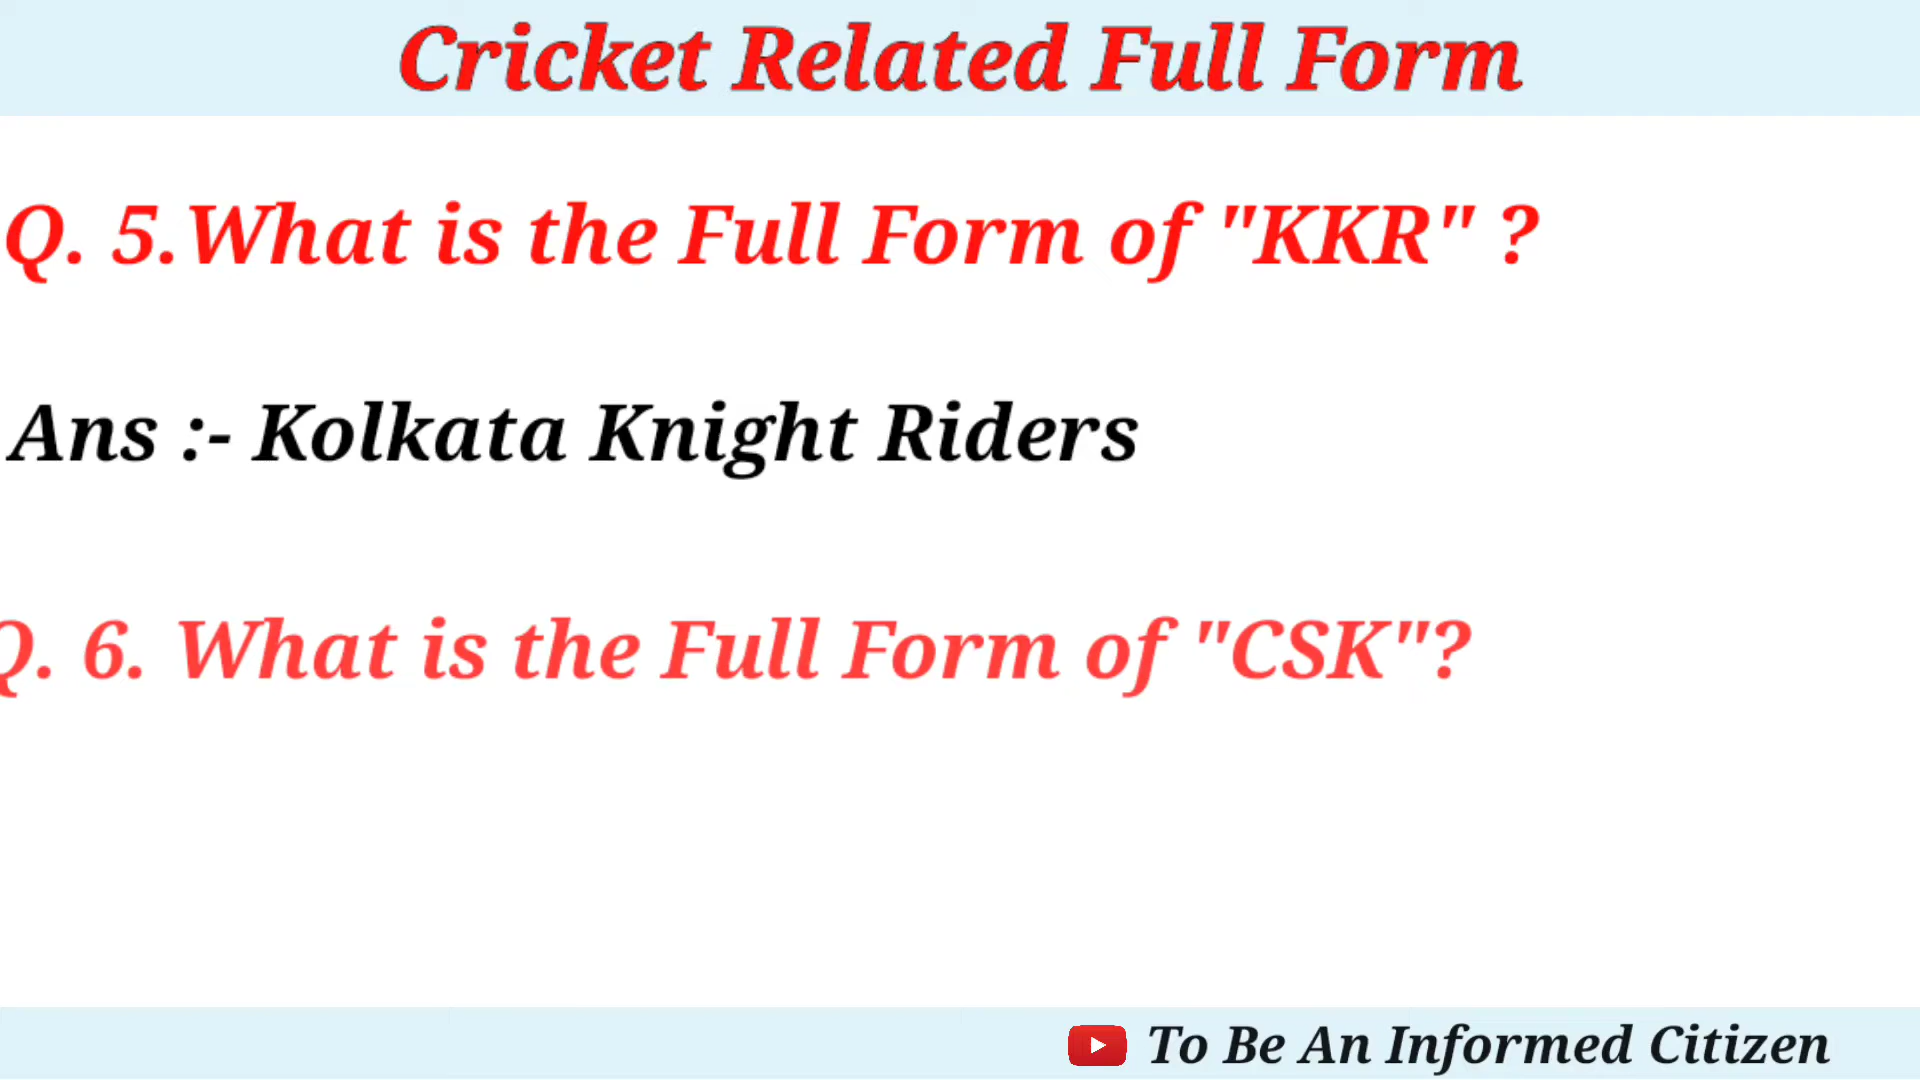 Cricket Related Full Form
Q. 5.What is the Full Form of "KKR" ?
Ans :- Kolkata Knight Riders
Q. 6. What is the Full Form of "CSK"?
To Be An Informed Citizen